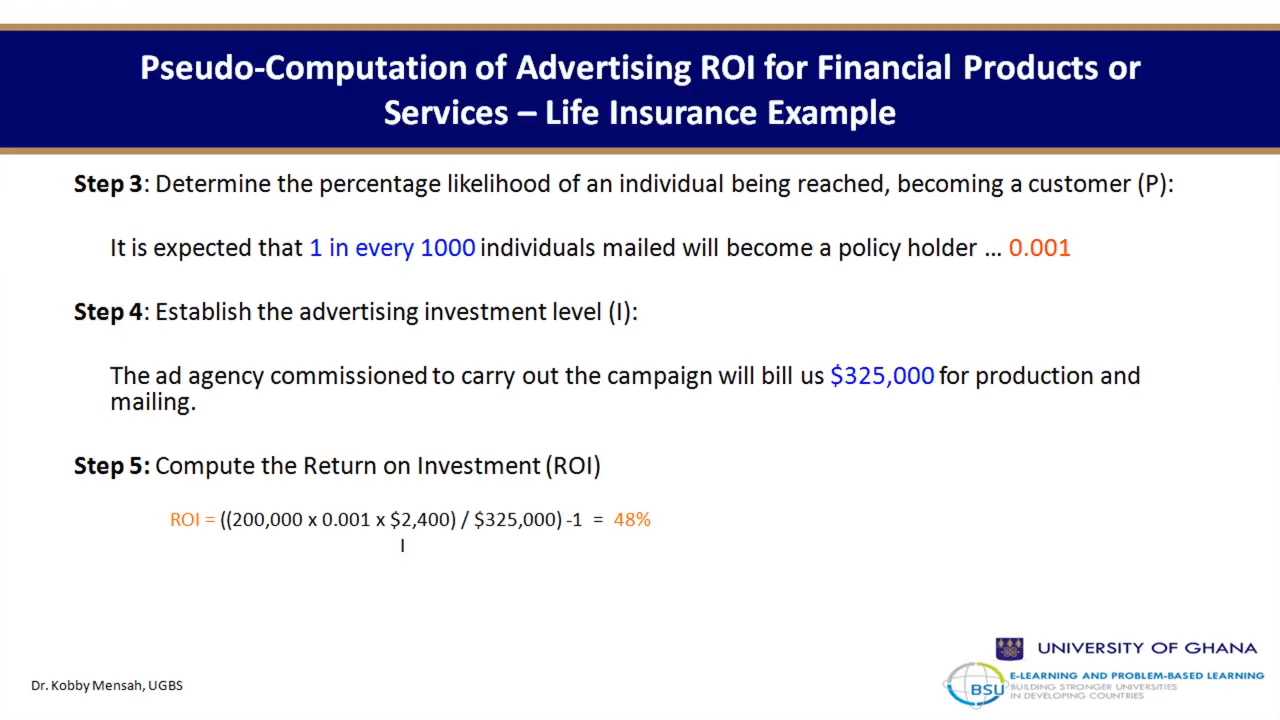 Pseudo-Computation of Advertising ROI for Financial Products or
Services – Life Insurance Example
Step 3: Determine the percentage likelihood of an individual being reached, becoming a customer (P):
It is expected that 1 in every 1000 individuals mailed will become a policy holder … 0.001
Step 4: Establish the advertising investment level (I):
The ad agency commissioned to carry out the campaign will bill us $325,000 for production and
mailing.
Step 5: Compute the Return on Investment (ROI)
ROI = ((200,000 x 0.001 x $2,400) / $325,000) -1 = 48%
I
UNIVERSITY OF GHANA
Dr. Kobby Mensah, UGBS
BSU
E-LEARNING AND PROBLEM-BASED LEARNING
BUILDING STRONGER UNIVERSITIES
IN DEVELOPING COUNTRIES